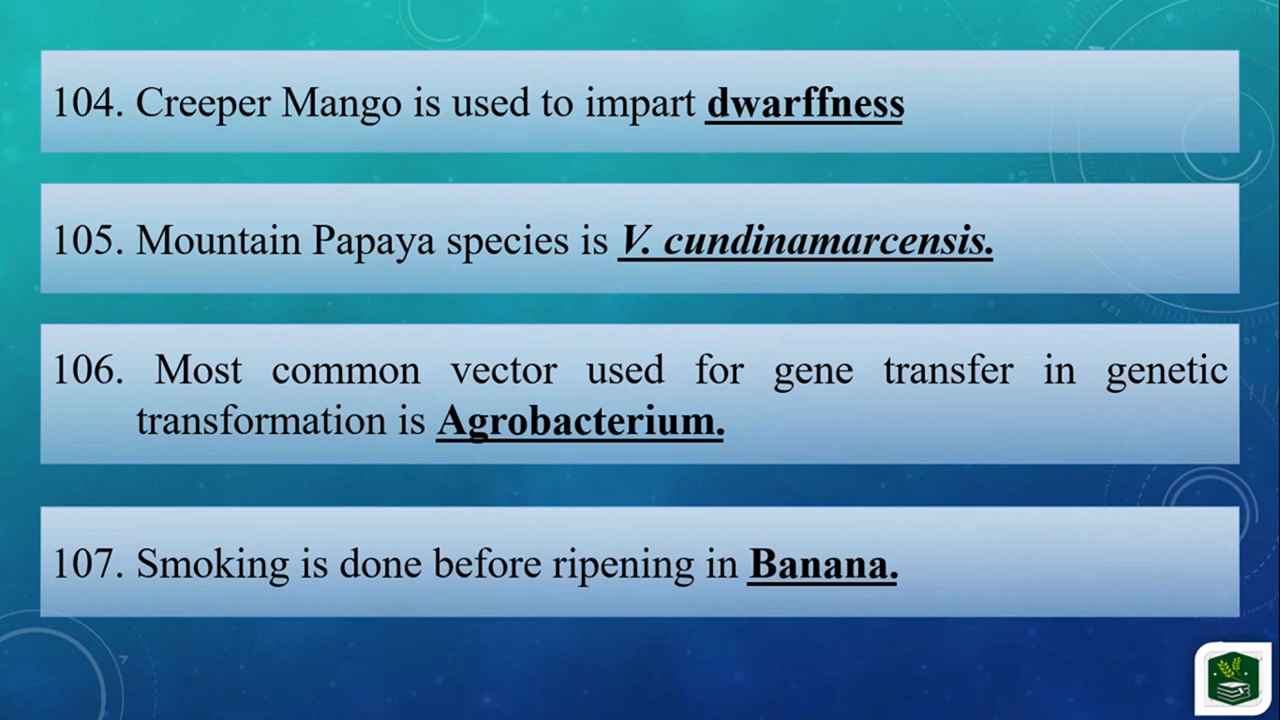 104. Creeper Mango is used to impart dwarffness
105. Mountain Papaya species is V. cundinamarcensis.
106. Most common vector used for gene transfer in genetic
transformation is Agrobacterium.
107. Smoking is done before ripening in Banana.